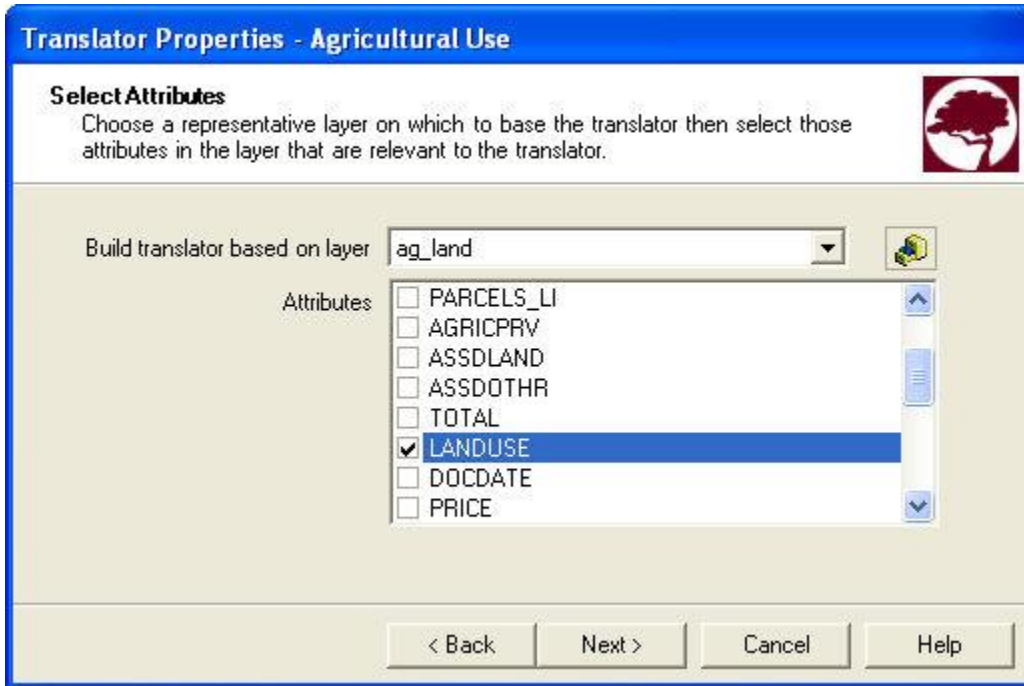 Translator Properties - Agricultural Use
Select Attributes
Choose a representative layer on which to base the translator then select those
attributes in the layer that are relevant to the translator.
Build translator based on layer ag_land
Attributes
PARCELS_LI
AGRICPRV
ASSDLAND
ASSDOTHR
TOTAL
LANDUSE
DOCDATE
PRICE
< Back Next > Cancel Help